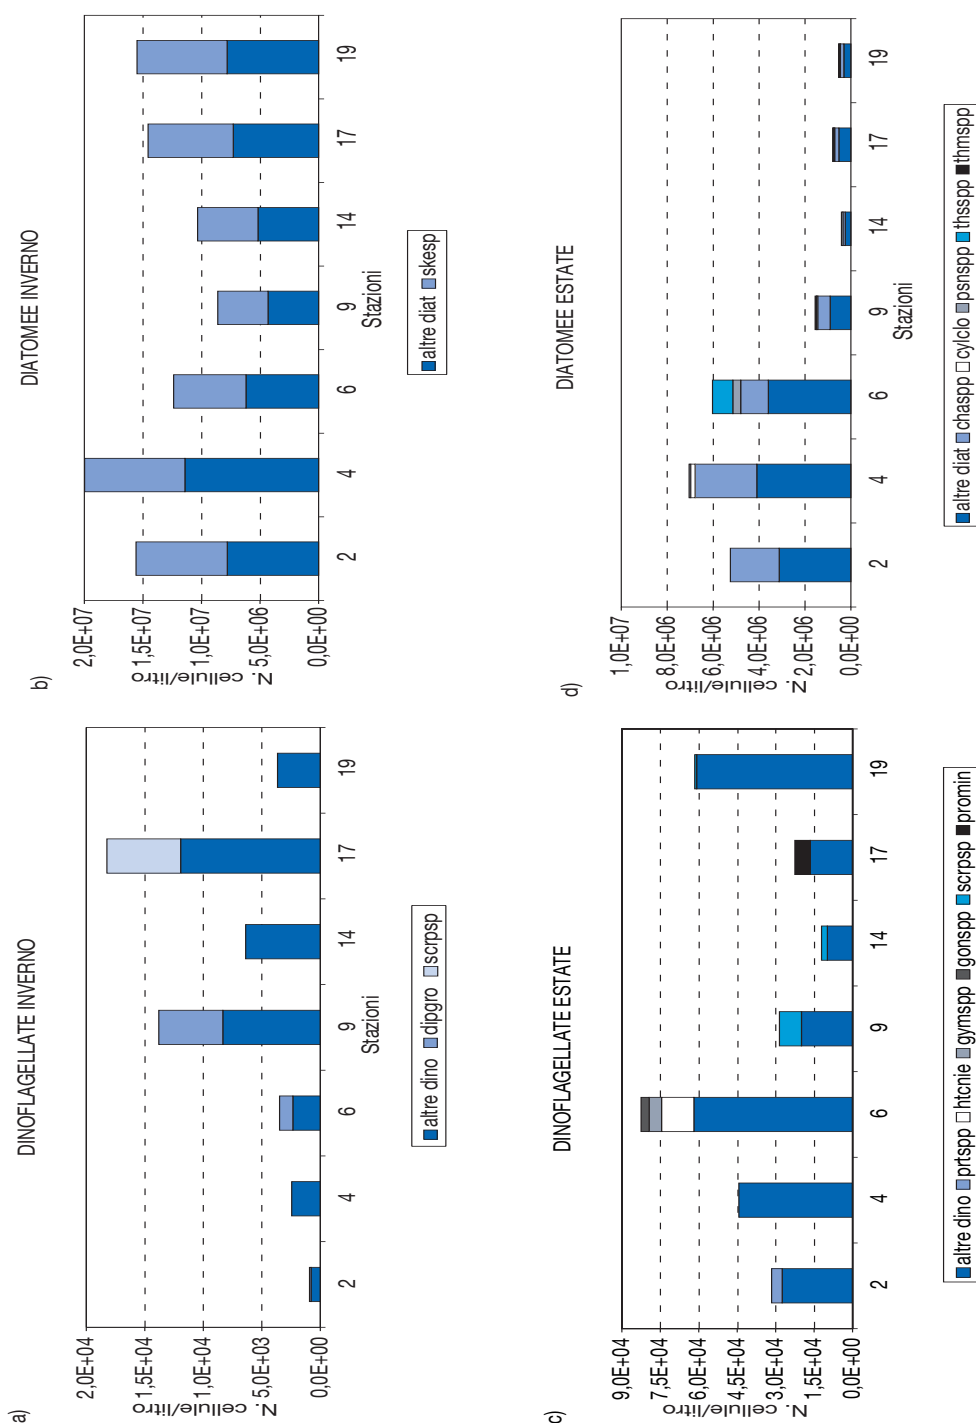 a)
DINOFLAGELLATE INVERNO
N. cellule/litro
2,0E+04
1,5E+04
1,0E+04
5,0E+03
0,0E+00
2 4 6 9 14 17 19
Stazioni
altre dino dipgro scrpsp
b)
DIATOMEE INVERNO
N. cellule/litro
2,0E+07
1,5E+07
1,0E+07
5,0E+06
0,0E+00
2 4 6 9 14 17 19
Stazioni
altre diat skesp
c)
DINOFLAGELLATE ESTATE
N. cellule/litro
9,0E+04
7,5E+04
6,0E+04
4,5E+04
3,0E+04
1,5E+04
0,0E+00
2 4 6 9 14 17 19
altre dino prtspp htcnie gymspp gonspp scrpsp promin
d)
DIATOMEE ESTATE
N. cellule/litro
1,0E+07
8,0E+06
6,0E+06
4,0E+06
2,0E+06
0,0E+00
2 4 6 9 14 17 19
Stazioni
altre diat chaspp cylclo psnspp thsspp thmspp